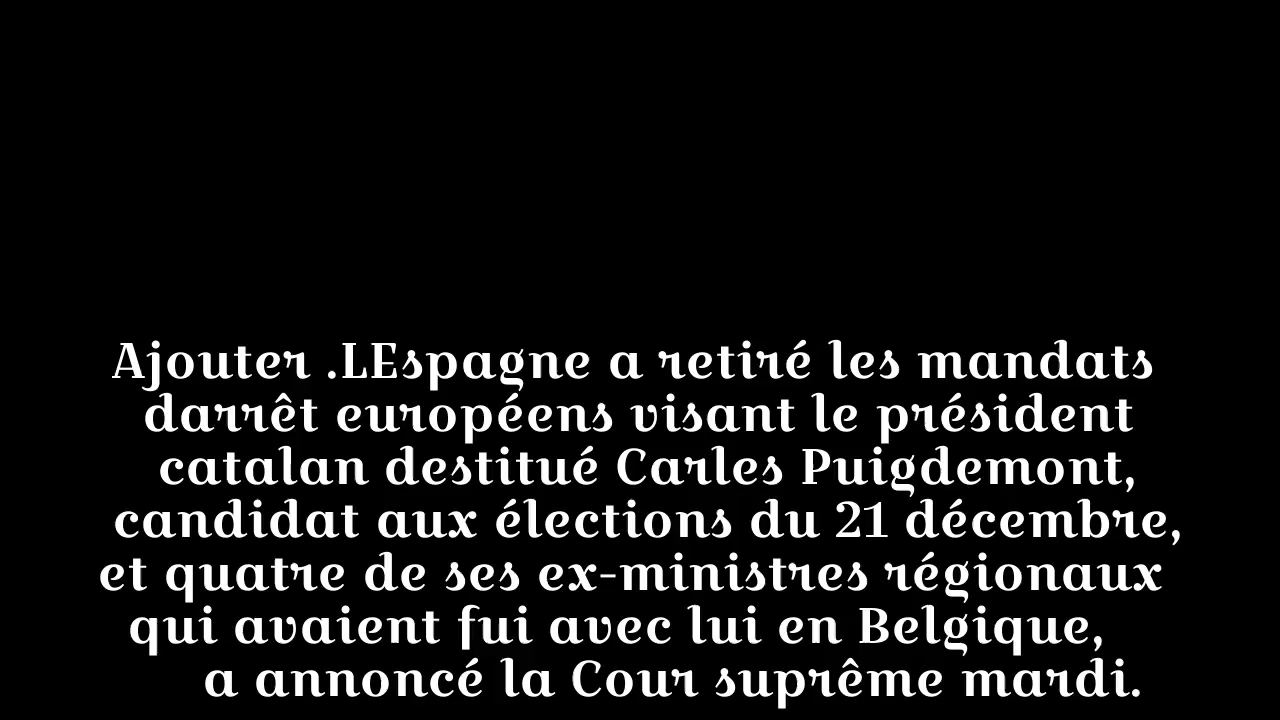 Ajouter .LEspagne a retiré les mandats
darrêt européens visant le président
catalan destitué Carles Puigdemont,
candidat aux élections du 21 décembre,
et quatre de ses ex-ministres régionaux
qui avaient fui avec lui en Belgique,
a annoncé la Cour suprême mardi.